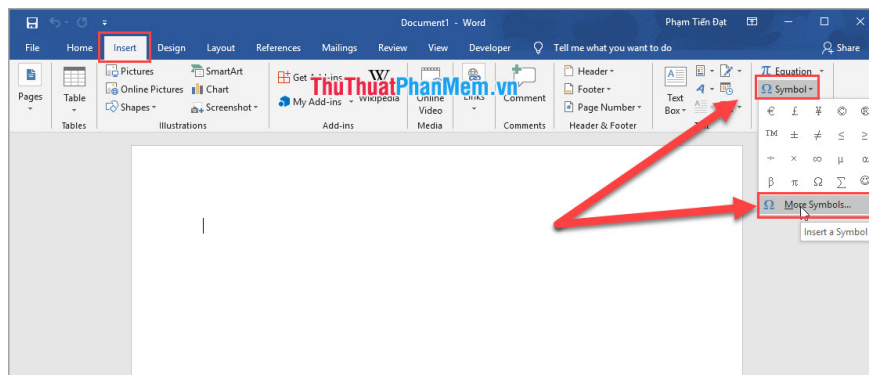 Document1 - Word
Phạm Tiến Đạt
File Home Insert Design Layout References Mailings Review View Developer Tell me what you want to do Share
Pictures SmartArt Get Header Equation
Online Pictures Chart Footer Symbol
Shapes Screenshot My Add-ins Wikipedia Page Number
Pages Table Online Video Links Comment Text Box
ThuThuatPhanMem.vn
Tables Illustrations Add-ins Media Comments Header & Footer
€ £ ¥ © ®
TM ± ≠ ≤ ≥
÷ × ∞ µ α
β π Ω ∑ ☺
Ω More Symbols...
Insert a Symbol